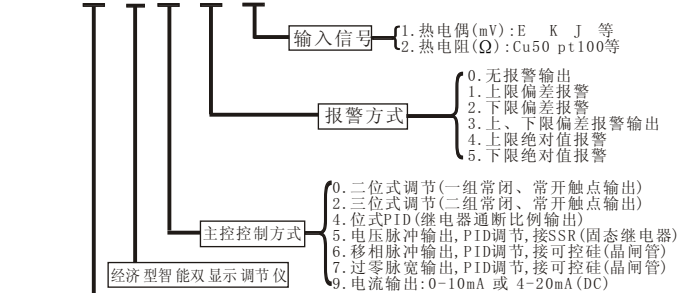 输入信号
1.热电偶(mV):E K J 等
2.热电阻(Ω):Cu50 pt100等
报警方式
0.无报警输出
1.上限偏差报警
2.下限偏差报警
3.上、下限偏差报警输出
4.上限绝对值报警
5.下限绝对值报警
主控控制方式
0.二位式调节(一组常闭、常开触点输出)
2.三位式调节(二组常闭、常开触点输出)
4.位式PID(继电器通断比例输出)
5.电压脉冲输出,PID调节,接SSR(固态继电器)
6.移相脉冲输出,PID调节,接可控硅(晶闸管)
7.过零脉宽输出,PID调节,接可控硅(晶闸管)
9.电流输出:0-10mA 或 4-20mA(DC)
经济型智能双显示调节仪